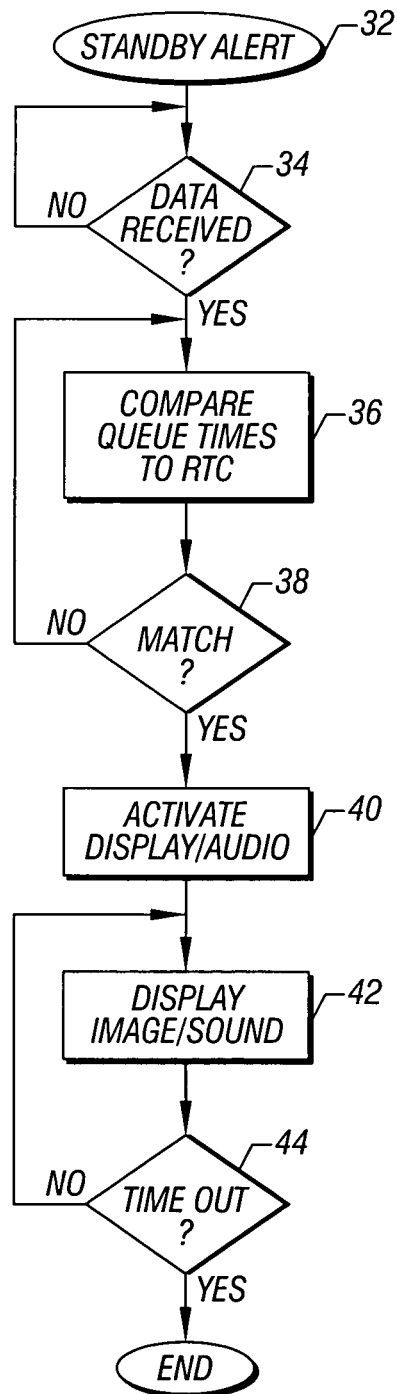 STANDBY ALERT
32
DATA
RECEIVED
?
34
NO
YES
COMPARE
QUEUE TIMES
TO RTC
36
MATCH
?
38
NO
YES
ACTIVATE
DISPLAY/AUDIO
40
DISPLAY
IMAGE/SOUND
42
TIME OUT
?
44
NO
YES
END